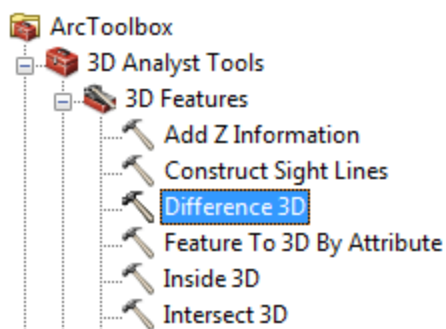 ArcToolbox
3D Analyst Tools
3D Features
Add Z Information
Construct Sight Lines
Difference 3D
Feature To 3D By Attribute
Inside 3D
Intersect 3D